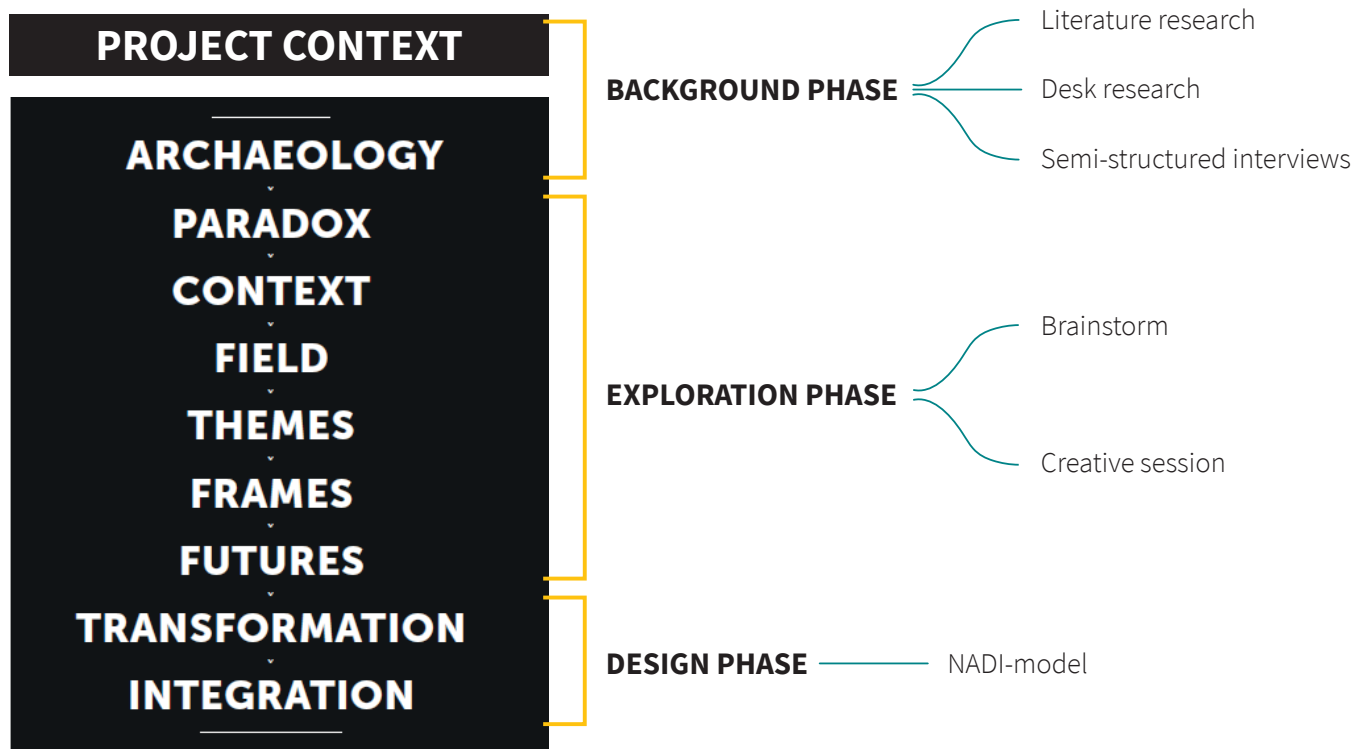 PROJECT CONTEXT
ARCHAEOLOGY
PARADOX
CONTEXT
FIELD
THEMES
FRAMES
FUTURES
TRANSFORMATION
INTEGRATION
BACKGROUND PHASE
Literature research
Desk research
Semi-structured interviews
EXPLORATION PHASE
Brainstorm
Creative session
DESIGN PHASE
NADI-model